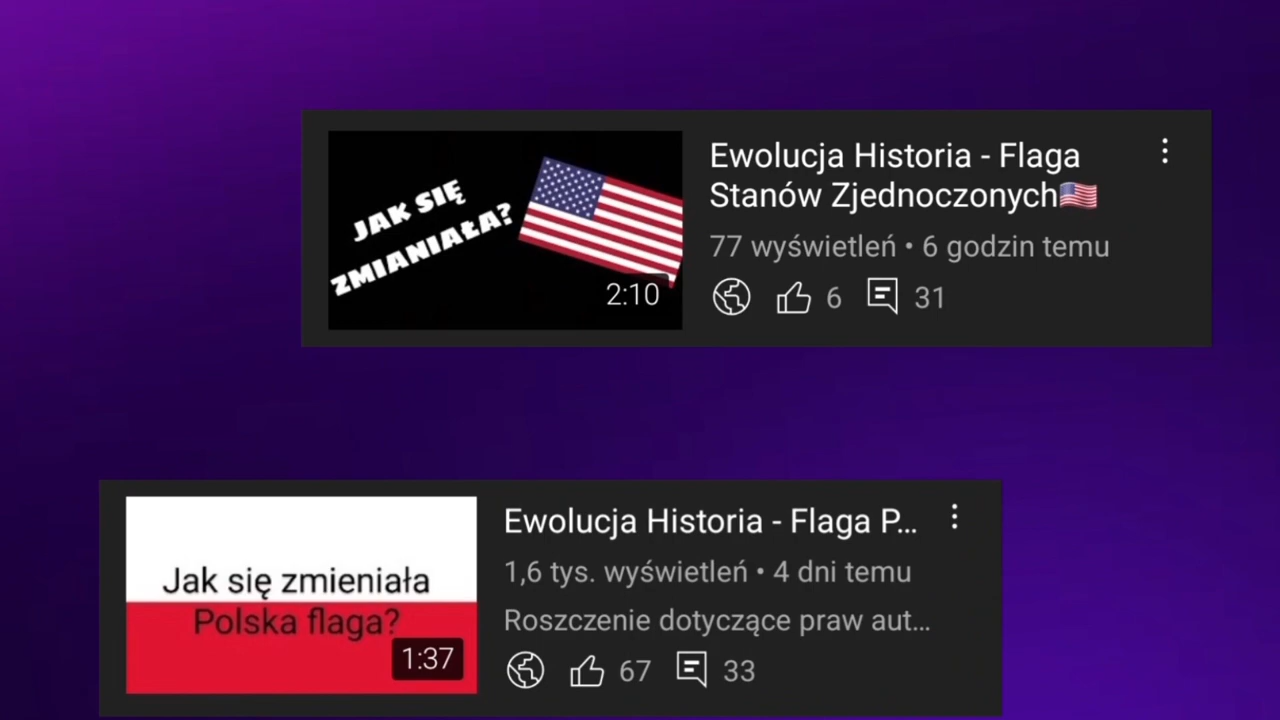 JAK SIĘ
ZMIANIAŁA?
2:10
Ewolucja Historia - Flaga
Stanów Zjednoczonych🇺🇸
77 wyświetleń • 6 godzin temu
6 31
Jak się zmieniała
Polska flaga?
1:37
Ewolucja Historia - Flaga P...
1,6 tys. wyświetleń • 4 dni temu
Roszczenie dotyczące praw aut...
67 33